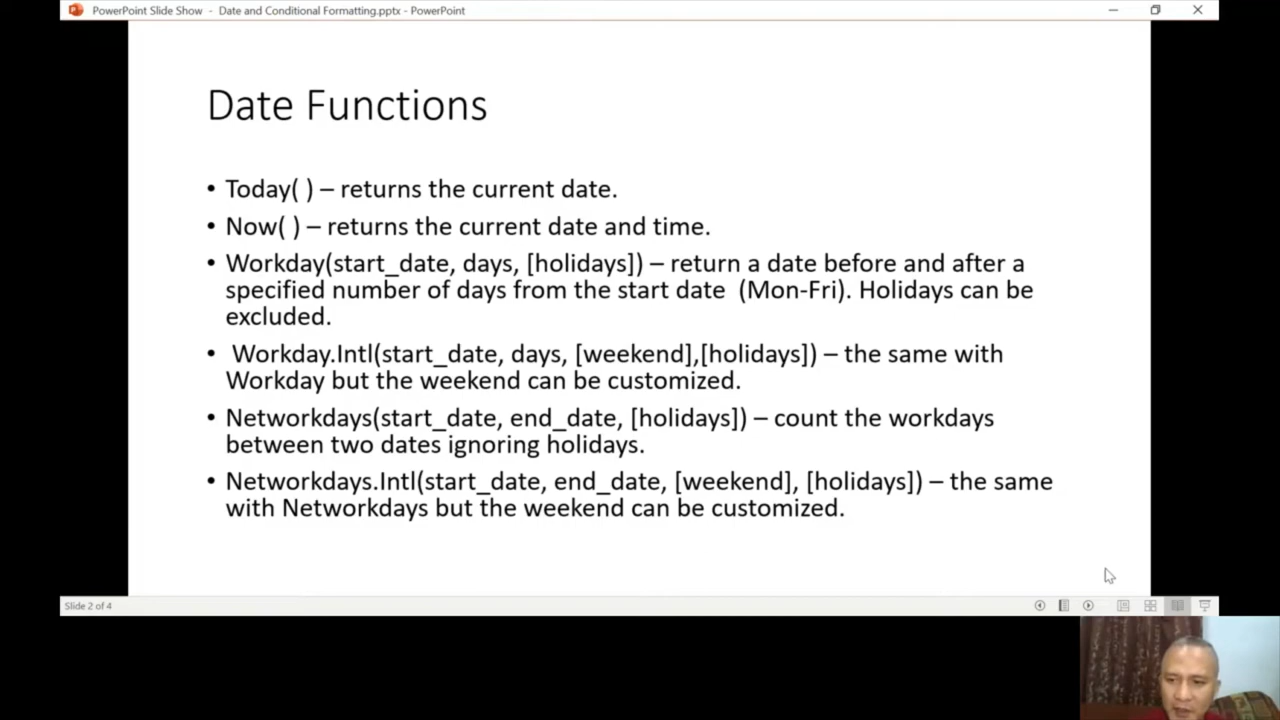 PowerPoint Slide Show - Date and Conditional Formatting.pptx - PowerPoint
Date Functions
• Today( ) – returns the current date.
• Now( ) – returns the current date and time.
• Workday(start_date, days, [holidays]) – return a date before and after a
specified number of days from the start date (Mon-Fri). Holidays can be
excluded.
• Workday.Intl(start_date, days, [weekend],[holidays]) – the same with
Workday but the weekend can be customized.
• Networkdays(start_date, end_date, [holidays]) – count the workdays
between two dates ignoring holidays.
• Networkdays.Intl(start_date, end_date, [weekend], [holidays]) – the same
with Networkdays but the weekend can be customized.
Slide 2 of 4